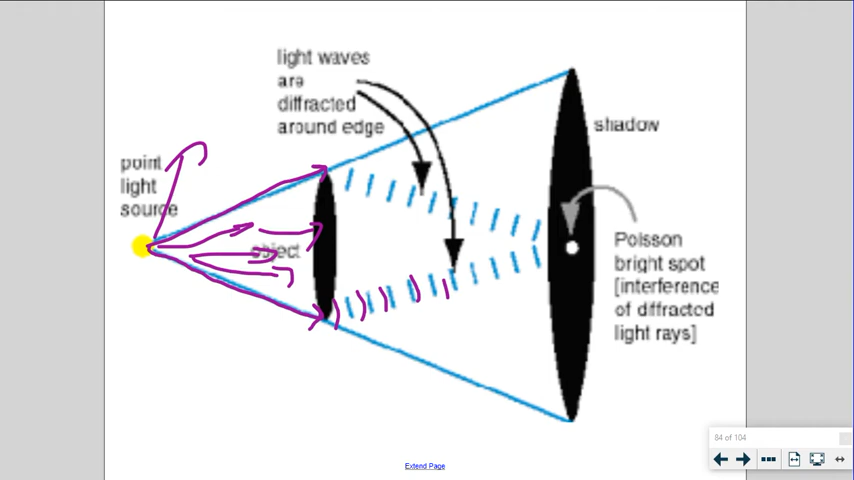 light waves
are
diffracted
around edge
shadow
point
light
source
object
Poisson
bright spot
[interference
of diffracted
light rays]
84 of 104
Extend Page